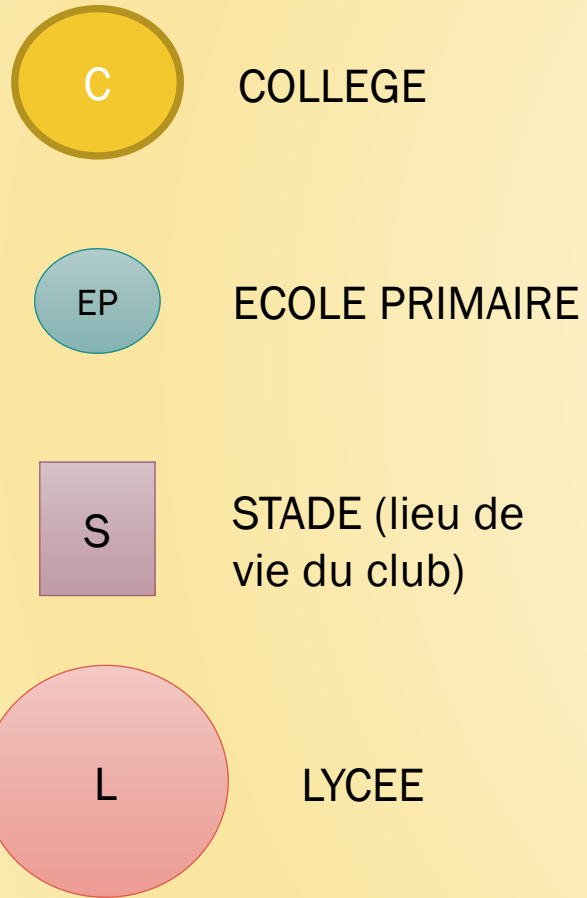 C COLLEGE
EP ECOLE PRIMAIRE
S STADE (lieu de
vie du club)
L LYCEE